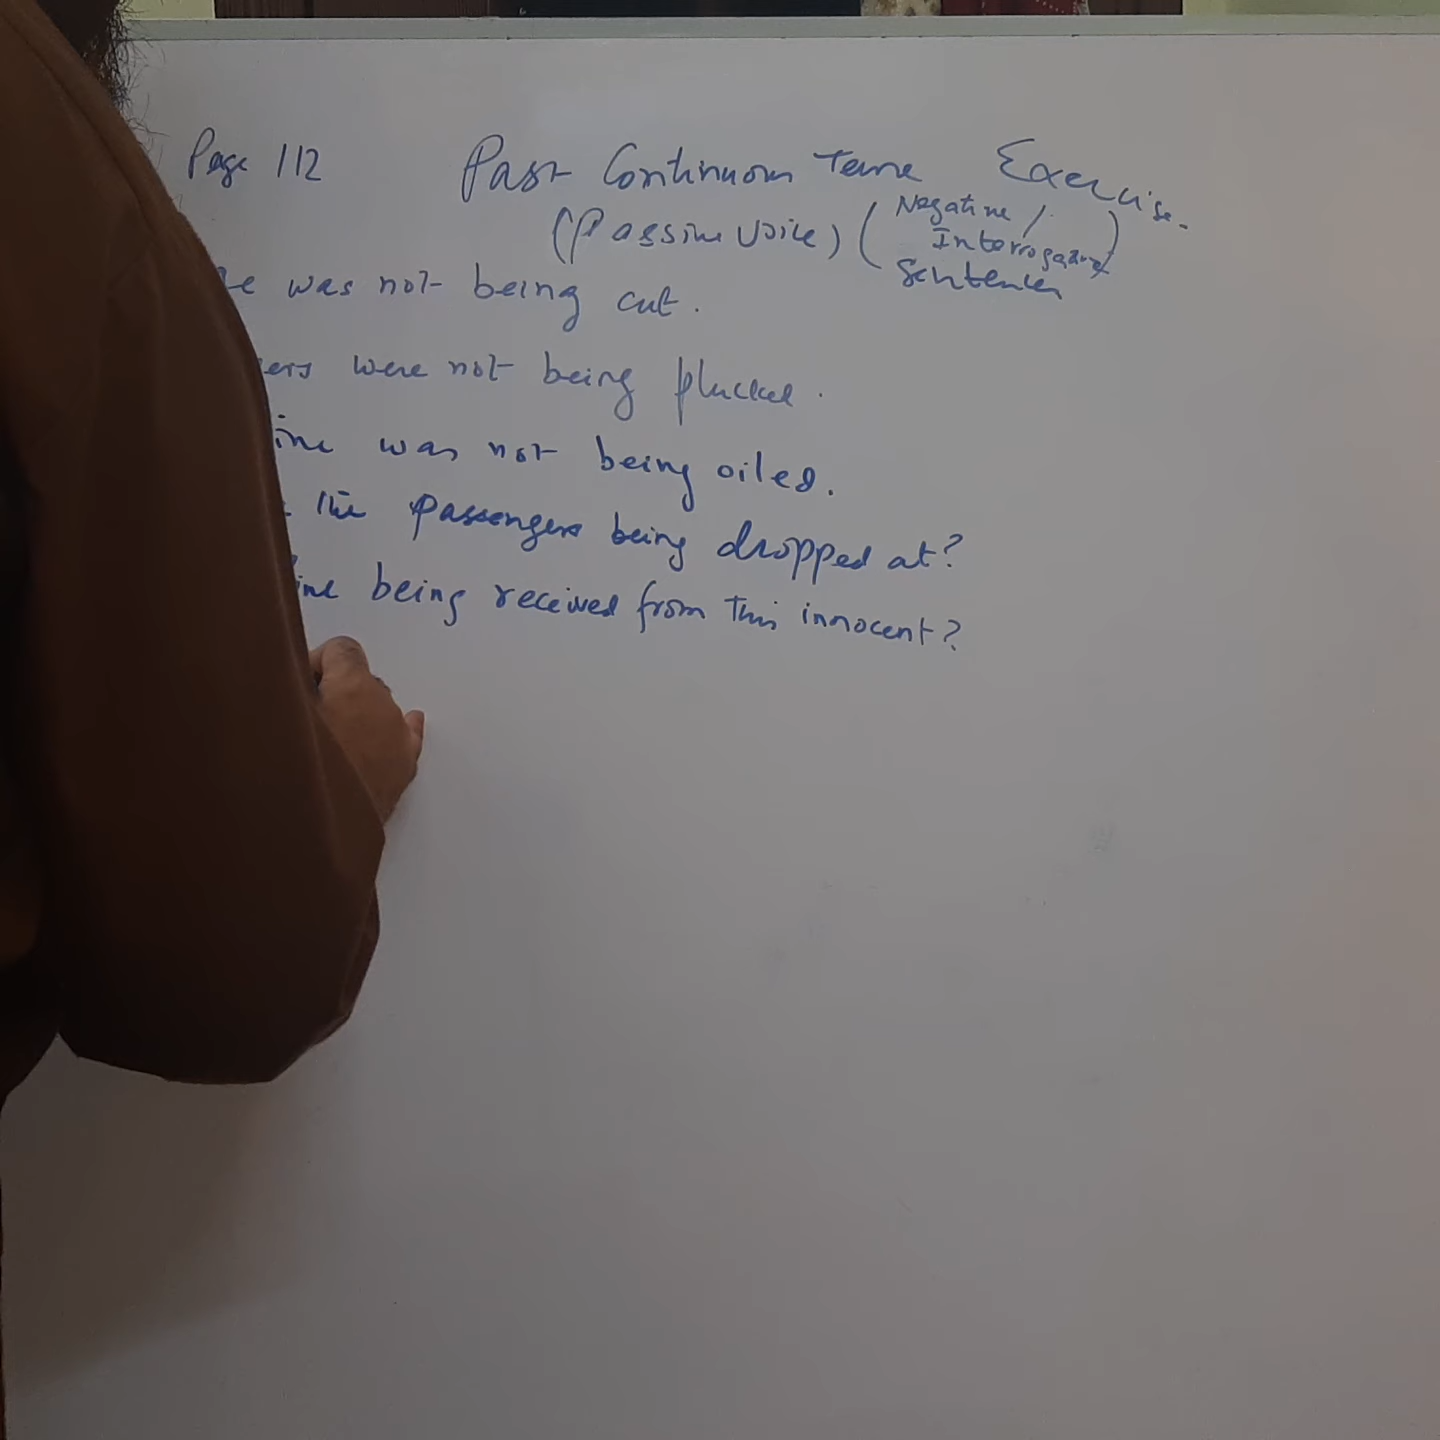 Page 112 Past Continuous Tense Exercise.
(Passive Voice) (Negative / Interrogative Sentences)
was not being cut.
were not being plucked.
was not being oiled.
the passengers being dropped at?
being received from this innocent?